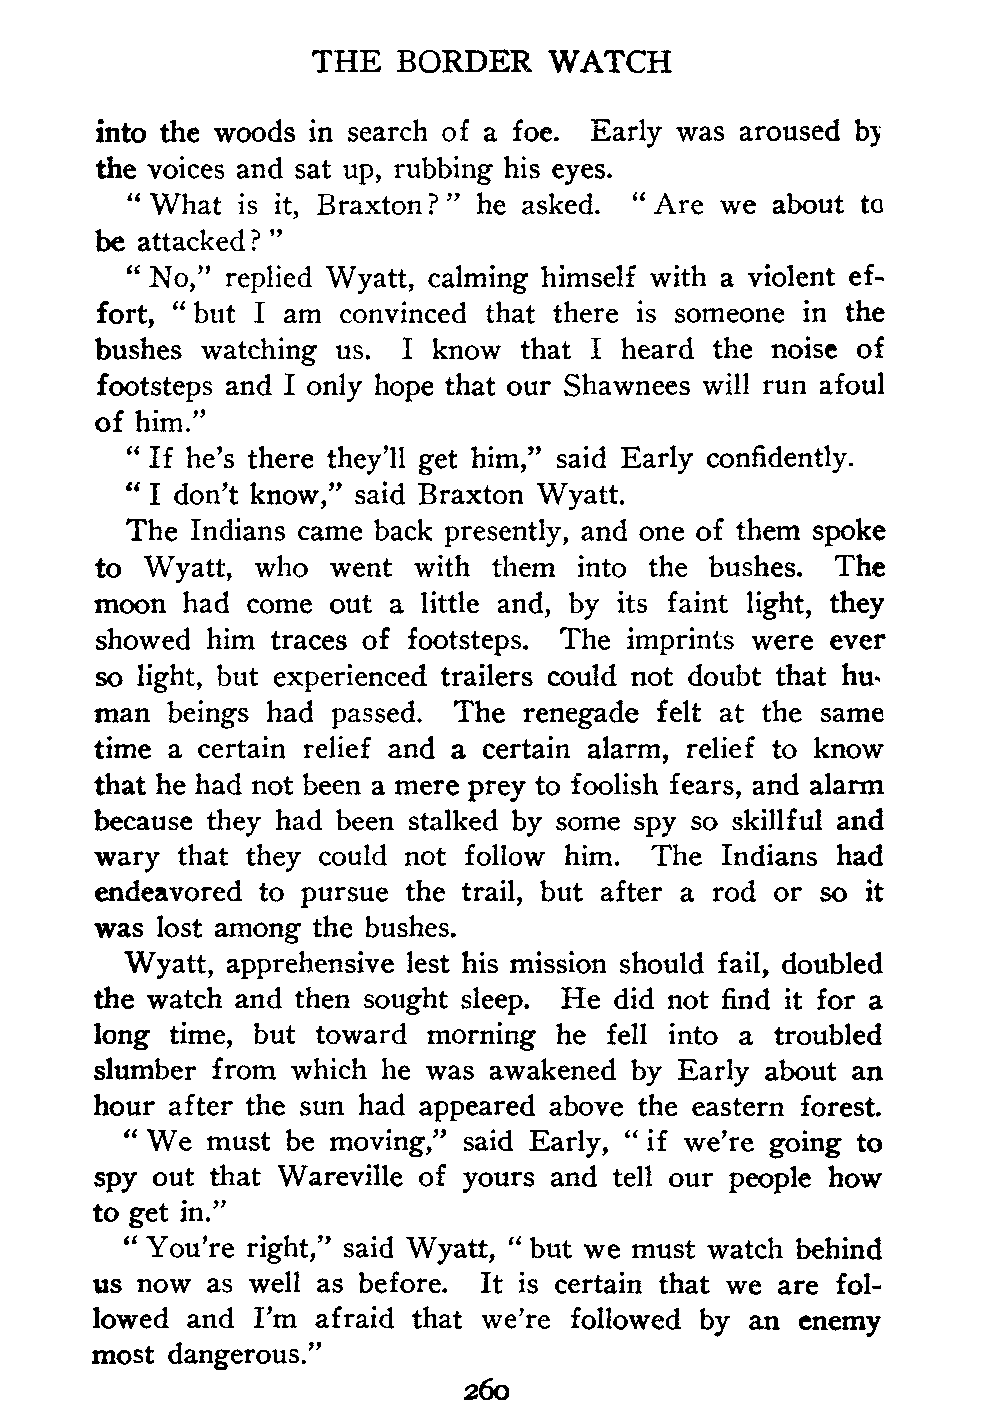 THE BORDER WATCH
into the woods in search of a foe. Early was aroused by
the voices and sat up, rubbing his eyes.
“ What is it, Braxton? ” he asked. “ Are we about to
be attacked? ”
“ No,” replied Wyatt, calming himself with a violent ef-
fort, “ but I am convinced that there is someone in the
bushes watching us. I know that I heard the noise of
footsteps and I only hope that our Shawnees will run afoul
of him.”
“ If he’s there they’ll get him,” said Early confidently.
“ I don’t know,” said Braxton Wyatt.
The Indians came back presently, and one of them spoke
to Wyatt, who went with them into the bushes. The
moon had come out a little and, by its faint light, they
showed him traces of footsteps. The imprints were ever
so light, but experienced trailers could not doubt that hu-
man beings had passed. The renegade felt at the same
time a certain relief and a certain alarm, relief to know
that he had not been a mere prey to foolish fears, and alarm
because they had been stalked by some spy so skillful and
wary that they could not follow him. The Indians had
endeavored to pursue the trail, but after a rod or so it
was lost among the bushes.
Wyatt, apprehensive lest his mission should fail, doubled
the watch and then sought sleep. He did not find it for a
long time, but toward morning he fell into a troubled
slumber from which he was awakened by Early about an
hour after the sun had appeared above the eastern forest.
“ We must be moving,” said Early, “ if we’re going to
spy out that Wareville of yours and tell our people how
to get in.”
“ You’re right,” said Wyatt, “ but we must watch behind
us now as well as before. It is certain that we are fol-
lowed and I’m afraid that we’re followed by an enemy
most dangerous.”
260